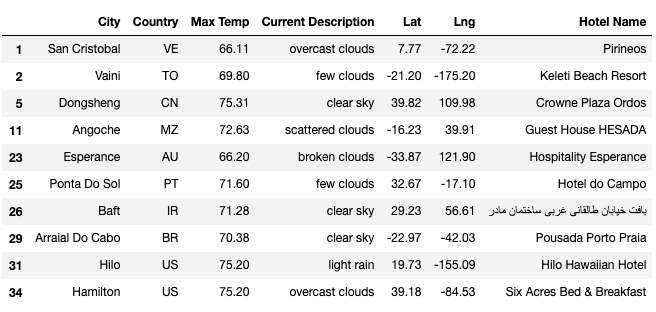 City Country Max Temp Current Description Lat Lng Hotel Name
1 San Cristobal VE 66.11 overcast clouds 7.77 -72.22 Pirineos
2 Vaini TO 69.80 few clouds -21.20 -175.20 Keleti Beach Resort
5 Dongsheng CN 75.31 clear sky 39.82 109.98 Crowne Plaza Ordos
11 Angoche MZ 72.63 scattered clouds -16.23 39.91 Guest House HESADA
23 Esperance AU 66.20 broken clouds -33.87 121.90 Hospitality Esperance
25 Ponta Do Sol PT 71.60 few clouds 32.67 -17.10 Hotel do Campo
26 Baft IR 71.28 clear sky 29.23 56.61 بافت خیابان طالقانی غربی ساختمان مادر
29 Arraial Do Cabo BR 70.38 clear sky -22.97 -42.03 Pousada Porto Praia
31 Hilo US 75.20 light rain 19.73 -155.09 Hilo Hawaiian Hotel
34 Hamilton US 75.20 overcast clouds 39.18 -84.53 Six Acres Bed & Breakfast